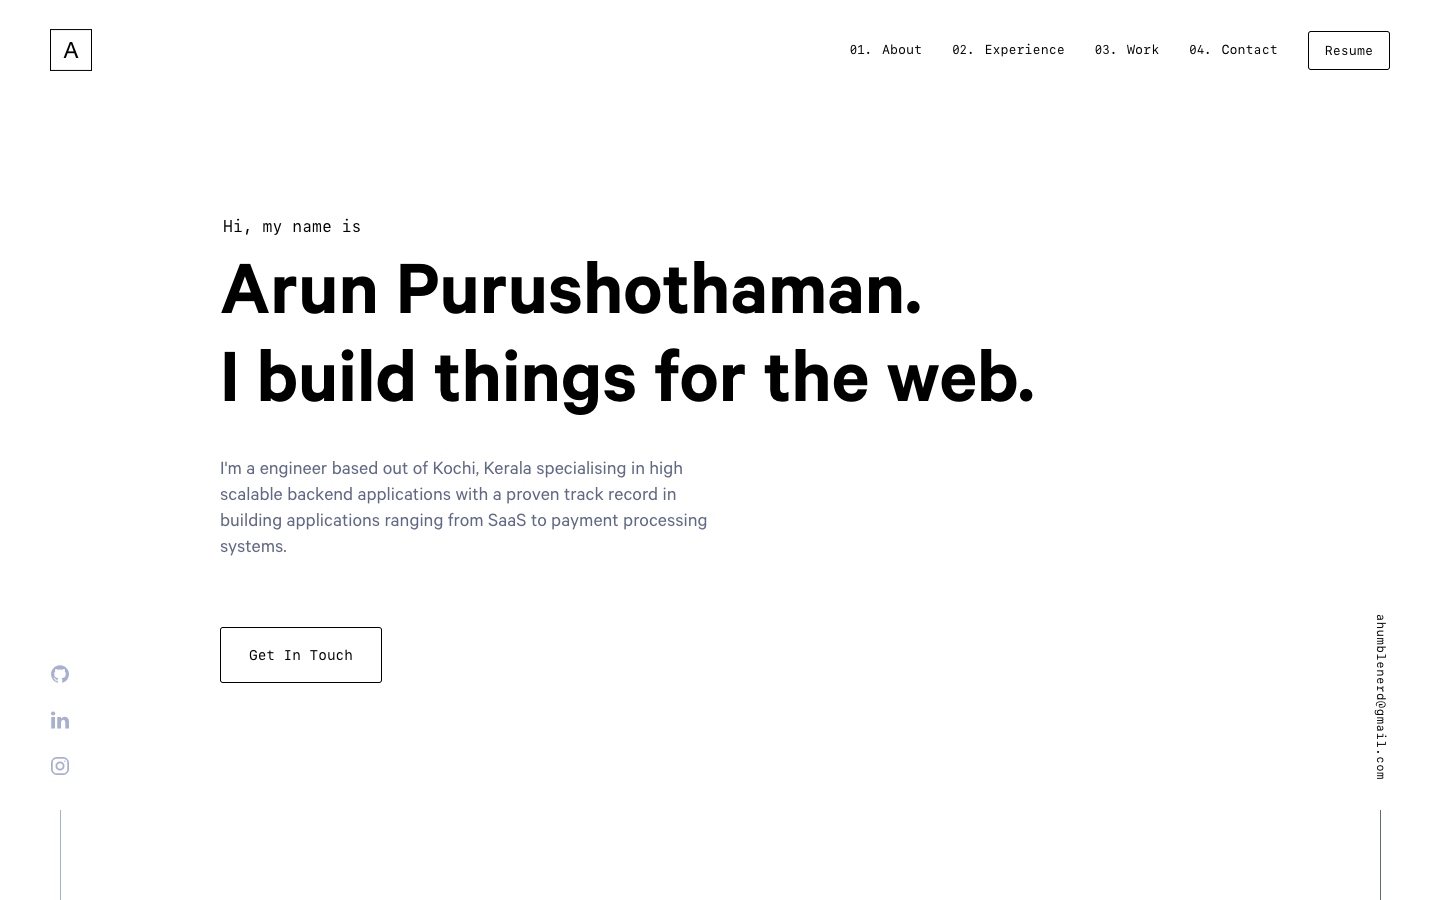 A
01. About
02. Experience
03. Work
04. Contact
Resume
Hi, my name is
Arun Purushothaman.
I build things for the web.
I'm a engineer based out of Kochi, Kerala specialising in high
scalable backend applications with a proven track record in
building applications ranging from SaaS to payment processing
systems.
Get In Touch
in
ahumblenerd@gmail.com